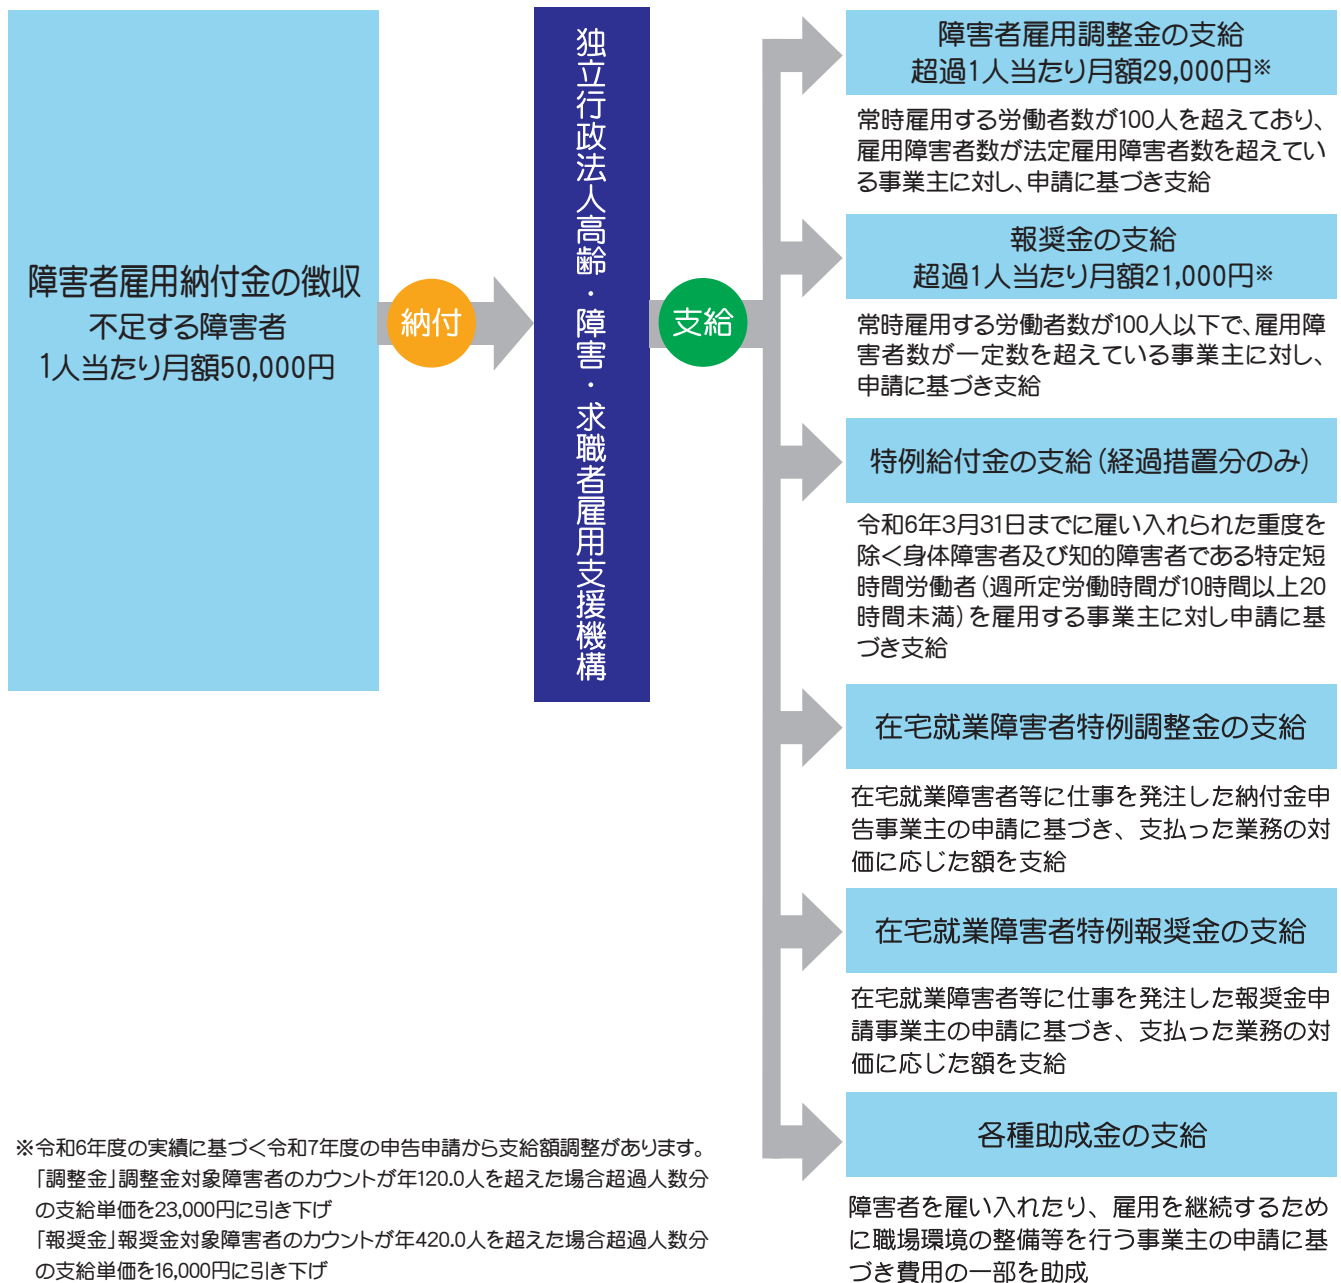 障害者雇用納付金の徴収
不足する障害者
1人当たり月額50,000円
納付
独立行政法人高齢・障害・求職者雇用支援機構
支給
障害者雇用調整金の支給
超過1人当たり月額29,000円※
常時雇用する労働者数が100人を超えており、
雇用障害者数が法定雇用障害者数を超えてい
る事業主に対し、申請に基づき支給
報奨金の支給
超過1人当たり月額21,000円※
常時雇用する労働者数が100人以下で、雇用障
害者数が一定数を超えている事業主に対し、
申請に基づき支給
特例給付金の支給(経過措置分のみ)
令和6年3月31日までに雇い入れられた重度を
除く身体障害者及び知的障害者である特定短
時間労働者(週所定労働時間が10時間以上20
時間未満)を雇用する事業主に対し申請に基
づき支給
在宅就業障害者特例調整金の支給
在宅就業障害者等に仕事を発注した納付金申
告事業主の申請に基づき、支払った業務の対
価に応じた額を支給
在宅就業障害者特例報奨金の支給
在宅就業障害者等に仕事を発注した報奨金申
請事業主の申請に基づき、支払った業務の対
価に応じた額を支給
各種助成金の支給
障害者を雇い入れたり、雇用を継続するため
に職場環境の整備等を行う事業主の申請に基
づき費用の一部を助成
※令和6年度の実績に基づく令和7年度の申告申請から支給額調整があります。
「調整金」調整金対象障害者のカウントが年120.0人を超えた場合超過人数分
の支給単価を23,000円に引き下げ
「報奨金」報奨金対象障害者のカウントが年420.0人を超えた場合超過人数分
の支給単価を16,000円に引き下げ